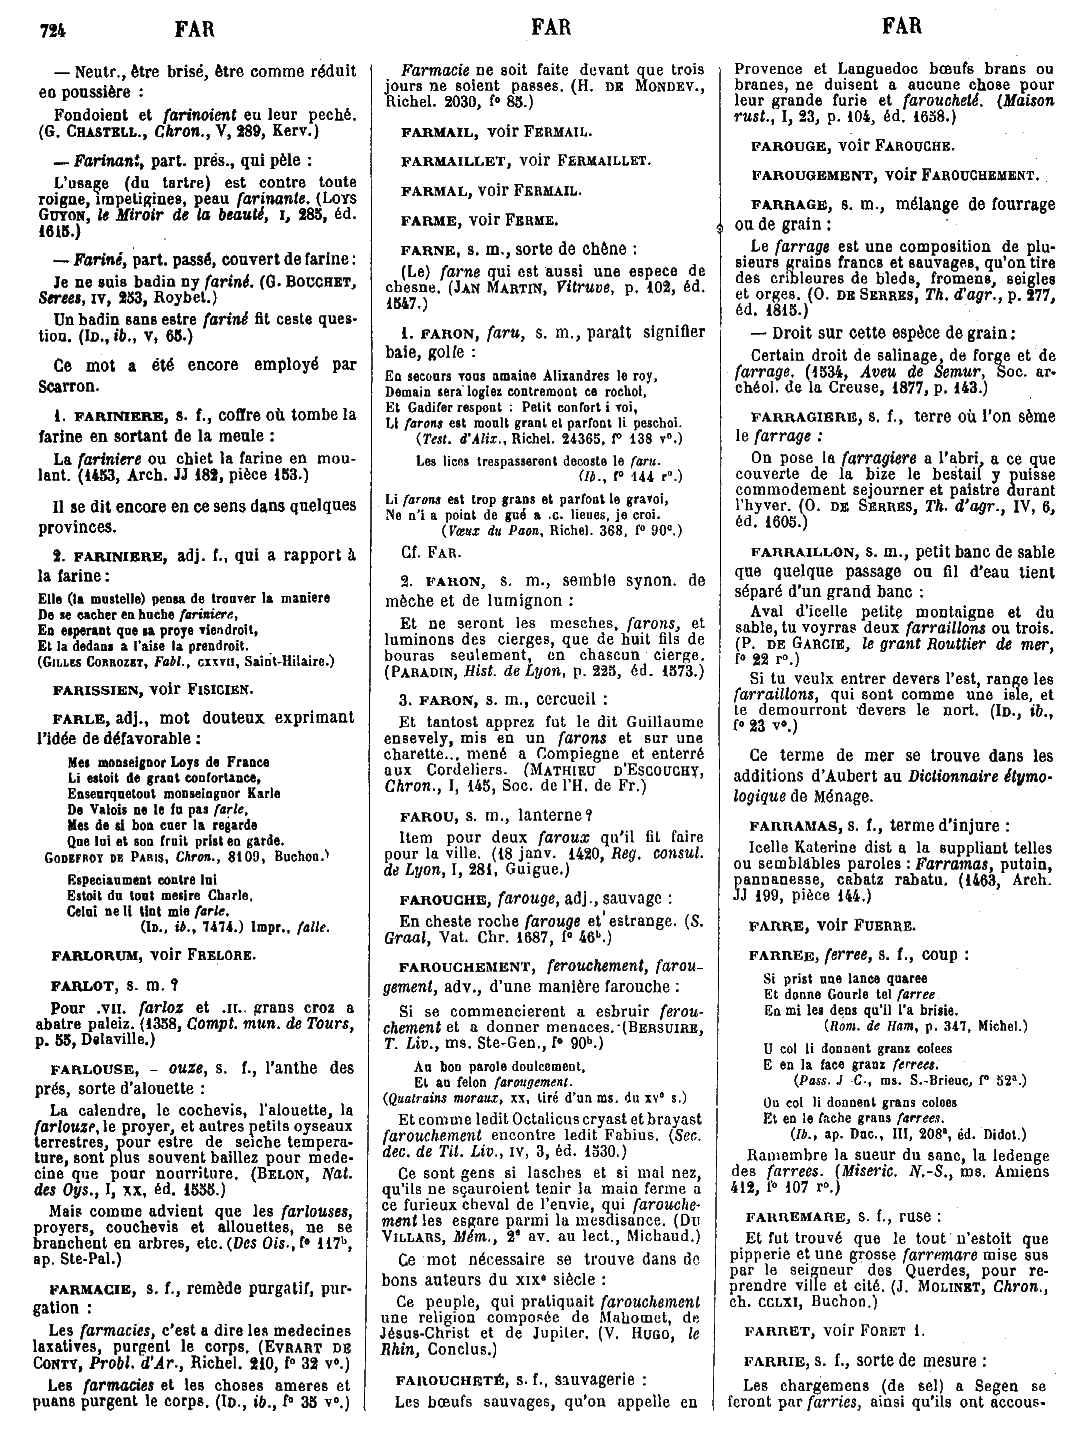 724 FAR FAR FAR
— Neutr., être brisé, être comme réduit
en poussière :
Fondoient et farinoient eu leur peché.
(G. CHASTELL., Chron., V, 289, Kerv.)
— Farinant, part. prés., qui pèle :
L'usage (du tartre) est contre toute
roigne, impetigines, peau farinante. (LOYS
GUYON, le Miroir de la beauté, I, 285, éd.
1615.)
— Fariné, part. passé, couvert de farine :
Je ne suis badin ny fariné. (G. BOUCHET,
Serees, IV, 253, Roybet.)
Un badin sans estre fariné fit ceste ques-
tion. (ID., ib., V, 65.)
Ce mot a été encore employé par
Scarron.
1. FARINIERE, s. f., coffre où tombe la
farine en sortant de la meule :
La fariniere ou chiet la farine en mou-
lant. (1453, Arch. JJ 182, pièce 153.)
Il se dit encore en ce sens dans quelques
provinces.
2. FARINIERE, adj. f., qui a rapport à
la farine :
Elle (la mustelle) pensa de trouver la maniere
De se cacher en huche fariniere,
En esperant que sa proye viendroit,
Et la dedans a l'aise la prendroit.
(GILLES CORROZET, Fabl., CXXVII, Saint-Hilaire.)
FARISSIEN, voir FISICIEN.
FARLE, adj., mot douteux exprimant
l'idée de défavorable :
Mes monseignor Loys de France
Li estoit de grant confortance,
Enseurquetout monseingnor Karle
De Valois ne le fu pas farle,
Mes de si bon cuer la regarde
Que lui et son fruit prist en garde.
GODEFROY DE PARIS, Chron., 8109, Buchon.)
Especiaument contre lui
Estoit du tout mesire Charle,
Celui ne li tint mie farle.
(ID., ib., 7474.) Impr., falle.
FARLORUM, voir FRELORE.
FARLOT, s. m. ?
Pour .VII. farloz et .II.. grans croz a
abatre paleiz. (1358, Compt. mun. de Tours,
p. 55, Delaville.)
FARLOUSE, - ouze, s. f., l'anthe des
prés, sorte d'alouette :
La calendre, le cochevis, l'alouette, la
farlouze, le proyer, et autres petits oyseaux
terrestres, pour estre de seiche tempera-
ture, sont plus souvent baillez pour mede-
cine que pour nourriture. (BELON, Nat.
des Oys., I, XX, éd. 1555.)
Mais comme advient que les farlouses,
proyers, couchevis et allouettes, ne se
branchent en arbres, etc. (Des Ois., fº 117ᵇ,
ap. Ste-Pal.)
FARMACIE, s. f., remède purgatif, pur-
gation :
Les farmacies, c'est a dire les medecines
laxatives, purgent le corps. (EVRART DE
CONTY, Probl. d'Ar., Richel. 210, fº 32 vº.)
Les farmacies et les choses ameres et
puans purgent le corps. (ID., ib., fº 35 vº.)
Farmacie ne soit faite devant que trois
jours ne soient passes. (H. DE MONDEV.,
Richel. 2030, fº 85.)
FARMAIL, voir FERMAIL.
FARMAILLET, voir FERMAILLET.
FARMAL, voir FERMAIL.
FARME, voir FERME.
FARNE, s. m., sorte de chêne :
(Le) farne qui est aussi une espece de
chesne. (JAN MARTIN, Vitruve, p. 102, éd.
1547.)
1. FARON, faru, s. m., paraît signifier
baie, golfe :
En secours vous amaine Alixandres le roy,
Demain sera logiez contremont ce rochoi,
Et Gadifer respont : Petit confort i voi,
Li farons est moult grant et parfont li peschoi.
(Test. d'Alix., Richel. 24365, fº 138 vº.)
Les lices trespasserent decoste le faru.
(Ib., fº 144 rº.)
Li farons est trop grans et parfont le gravoi,
Ne n'i a point de gué a .c. lieues, je croi.
(Vœux du Paon, Richel. 368, fº 90ᶜ.)
Cf. FAR.
2. FARON, s. m., semble synon. de
mèche et de lumignon :
Et ne seront les mesches, farons, et
luminons des cierges, que de huit fils de
bouras seulement, en chascun cierge.
(PARADIN, Hist. de Lyon, p. 225, éd. 1573.)
3. FARON, s. m., cercueil :
Et tantost apprez fut le dit Guillaume
ensevely, mis en un farons et sur une
charette... mené a Compiegne et enterré
aux Cordeliers. (MATHIEU D'ESCOUCHY,
Chron., I, 145, Soc. de l'H. de Fr.)
FAROU, s. m., lanterne ?
Item pour deux faroux qu'il fit faire
pour la ville. (18 janv. 1420, Reg. consul.
de Lyon, I, 281, Guigue.)
FAROUCHE, farouge, adj., sauvage :
En cheste roche farouge et estrange. (S.
Graal, Vat. Chr. 1687, fº 46ᵇ.)
FAROUCHEMENT, ferouchement, farou-
gement, adv., d'une manière farouche :
Si se commencierent a esbruir ferou-
chement et a donner menaces. (BERSUIRE,
T. Liv., ms. Ste-Gen., fº 90ᵇ.)
Au bon parole doulcement,
Et au felon farougement.
(Quatrains moraux, XX, tiré d'un ms. du XVᵉ s.)
Et comme ledit Octalicus cryast et brayast
farouchement encontre ledit Fabius. (Sec.
dec. de Tit. Liv., IV, 3, éd. 1530.)
Ce sont gens si lasches et si mal nez,
qu'ils ne sçauroient tenir la main ferme a
ce furieux cheval de l'envie, qui farouche-
ment les esgare parmi la mesdisance. (DU
VILLARS, Mém., 2ᵉ av. au lect., Michaud.)
Ce mot nécessaire se trouve dans de
bons auteurs du XIXᵉ siècle :
Ce peuple, qui pratiquait farouchement
une religion composée de Mahomet, de
Jésus-Christ et de Jupiter. (V. HUGO, le
Rhin, Conclus.)
FAROUCHETÉ, s. f., sauvagerie :
Les bœufs sauvages, qu'on appelle en
Provence et Languedoc bœufs brans ou
branes, ne duisent a aucune chose pour
leur grande furie et faroucheté. (Maison
rust., I, 23, p. 104, éd. 1658.)
FAROUGE, voir FAROUCHE.
FAROUGEMENT, voir FAROUCHEMENT.
FARRAGE, s. m., mélange de fourrage
ou de grain :
Le farrage est une composition de plu-
sieurs grains francs et sauvages, qu'on tire
des cribleures de bleds, fromens, seigles
et orges. (O. DE SERRES, Th. d'agr., p. 277,
éd. 1815.)
— Droit sur cette espèce de grain :
Certain droit de salinage, de forge et de
farrage. (1534, Aveu de Semur, Soc. ar-
chéol. de la Creuse, 1877, p. 143.)
FARRAGIERE, s. f., terre où l'on sème
le farrage :
On pose la farragiere a l'abri, a ce que
couverte de la bize le bestail y puisse
commodement sejourner et paistre durant
l'hyver. (O. DE SERRES, Th. d'agr., IV, 6,
éd. 1605.)
FARRAILLON, s. m., petit banc de sable
que quelque passage ou fil d'eau tient
séparé d'un grand banc :
Aval d'icelle petite montaigne et du
sable, tu voyrras deux farraillons ou trois.
(P. DE GARCIE, le grant Routtier de mer,
fº 22 rº.)
Si tu veulx entrer devers l'est, range les
farraillons, qui sont comme une isle, et
te demourront devers le nort. (ID., ib.,
fº 23 vº.)
Ce terme de mer se trouve dans les
additions d'Aubert au Dictionnaire étymo-
logique de Ménage.
FARRAMAS, s. f., terme d'injure :
Icelle Katerine dist a la suppliant telles
ou semblables paroles : Farramas, putoin,
pannanesse, cabatz rabatu. (1463, Arch.
JJ 199, pièce 144.)
FARRE, voir FUERRE.
FARREE, ferree, s. f., coup :
Si prist une lance quaree
Et donne Gourle tel farree
En mi les dens qu'il l'a brisie.
(Rom. de Ham, p. 347, Michel.)
U col li donnent granz colees
E en la face granz ferrees.
(Pass. J -C., ms. S.-Brieuc, fº 52ᵃ.)
Ou col li donnent grans coloes
Et en le fache grans farrees.
(Ib., ap. Duc., III, 208ᵃ, éd. Didot.)
Ramembre la sueur du sanc, la ledenge
des farrees. (Miseric. N.-S., ms. Amiens
412, fº 107 rº.)
FARREMARE, s. f., ruse :
Et fut trouvé que le tout n'estoit que
pipperie et une grosse farremare mise sus
par le seigneur des Querdes, pour re-
prendre ville et cité. (J. MOLINET, Chron.,
ch. CCLXI, Buchon.)
FARRET, voir FORET 1.
FARRIE, s. f., sorte de mesure :
Les chargemens (de sel) a Segen se
feront par farries, ainsi qu'ils ont accous-